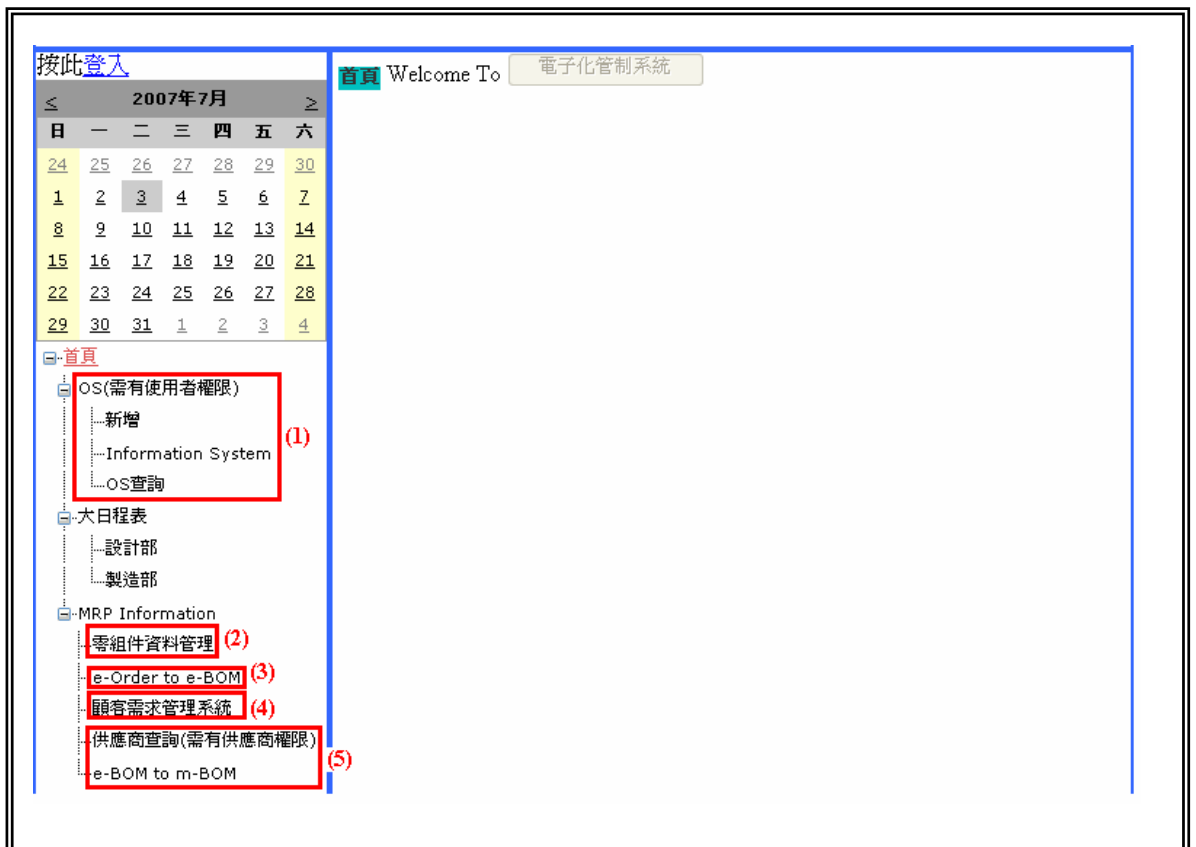 按此登入
首頁 Welcome To 電子化管制系統
≤ 2007年7月 ≥
日 一 二 三 四 五 六
24 25 26 27 28 29 30
1 2 3 4 5 6 7
8 9 10 11 12 13 14
15 16 17 18 19 20 21
22 23 24 25 26 27 28
29 30 31 1 2 3 4
首頁
OS(需有使用者權限)
新增
(1)
Information System
OS查詢
大日程表
設計部
製造部
MRP Information
零組件資料管理 (2)
e-Order to e-BOM (3)
顧客需求管理系統 (4)
供應商查詢(需有供應商權限)
(5)
e-BOM to m-BOM